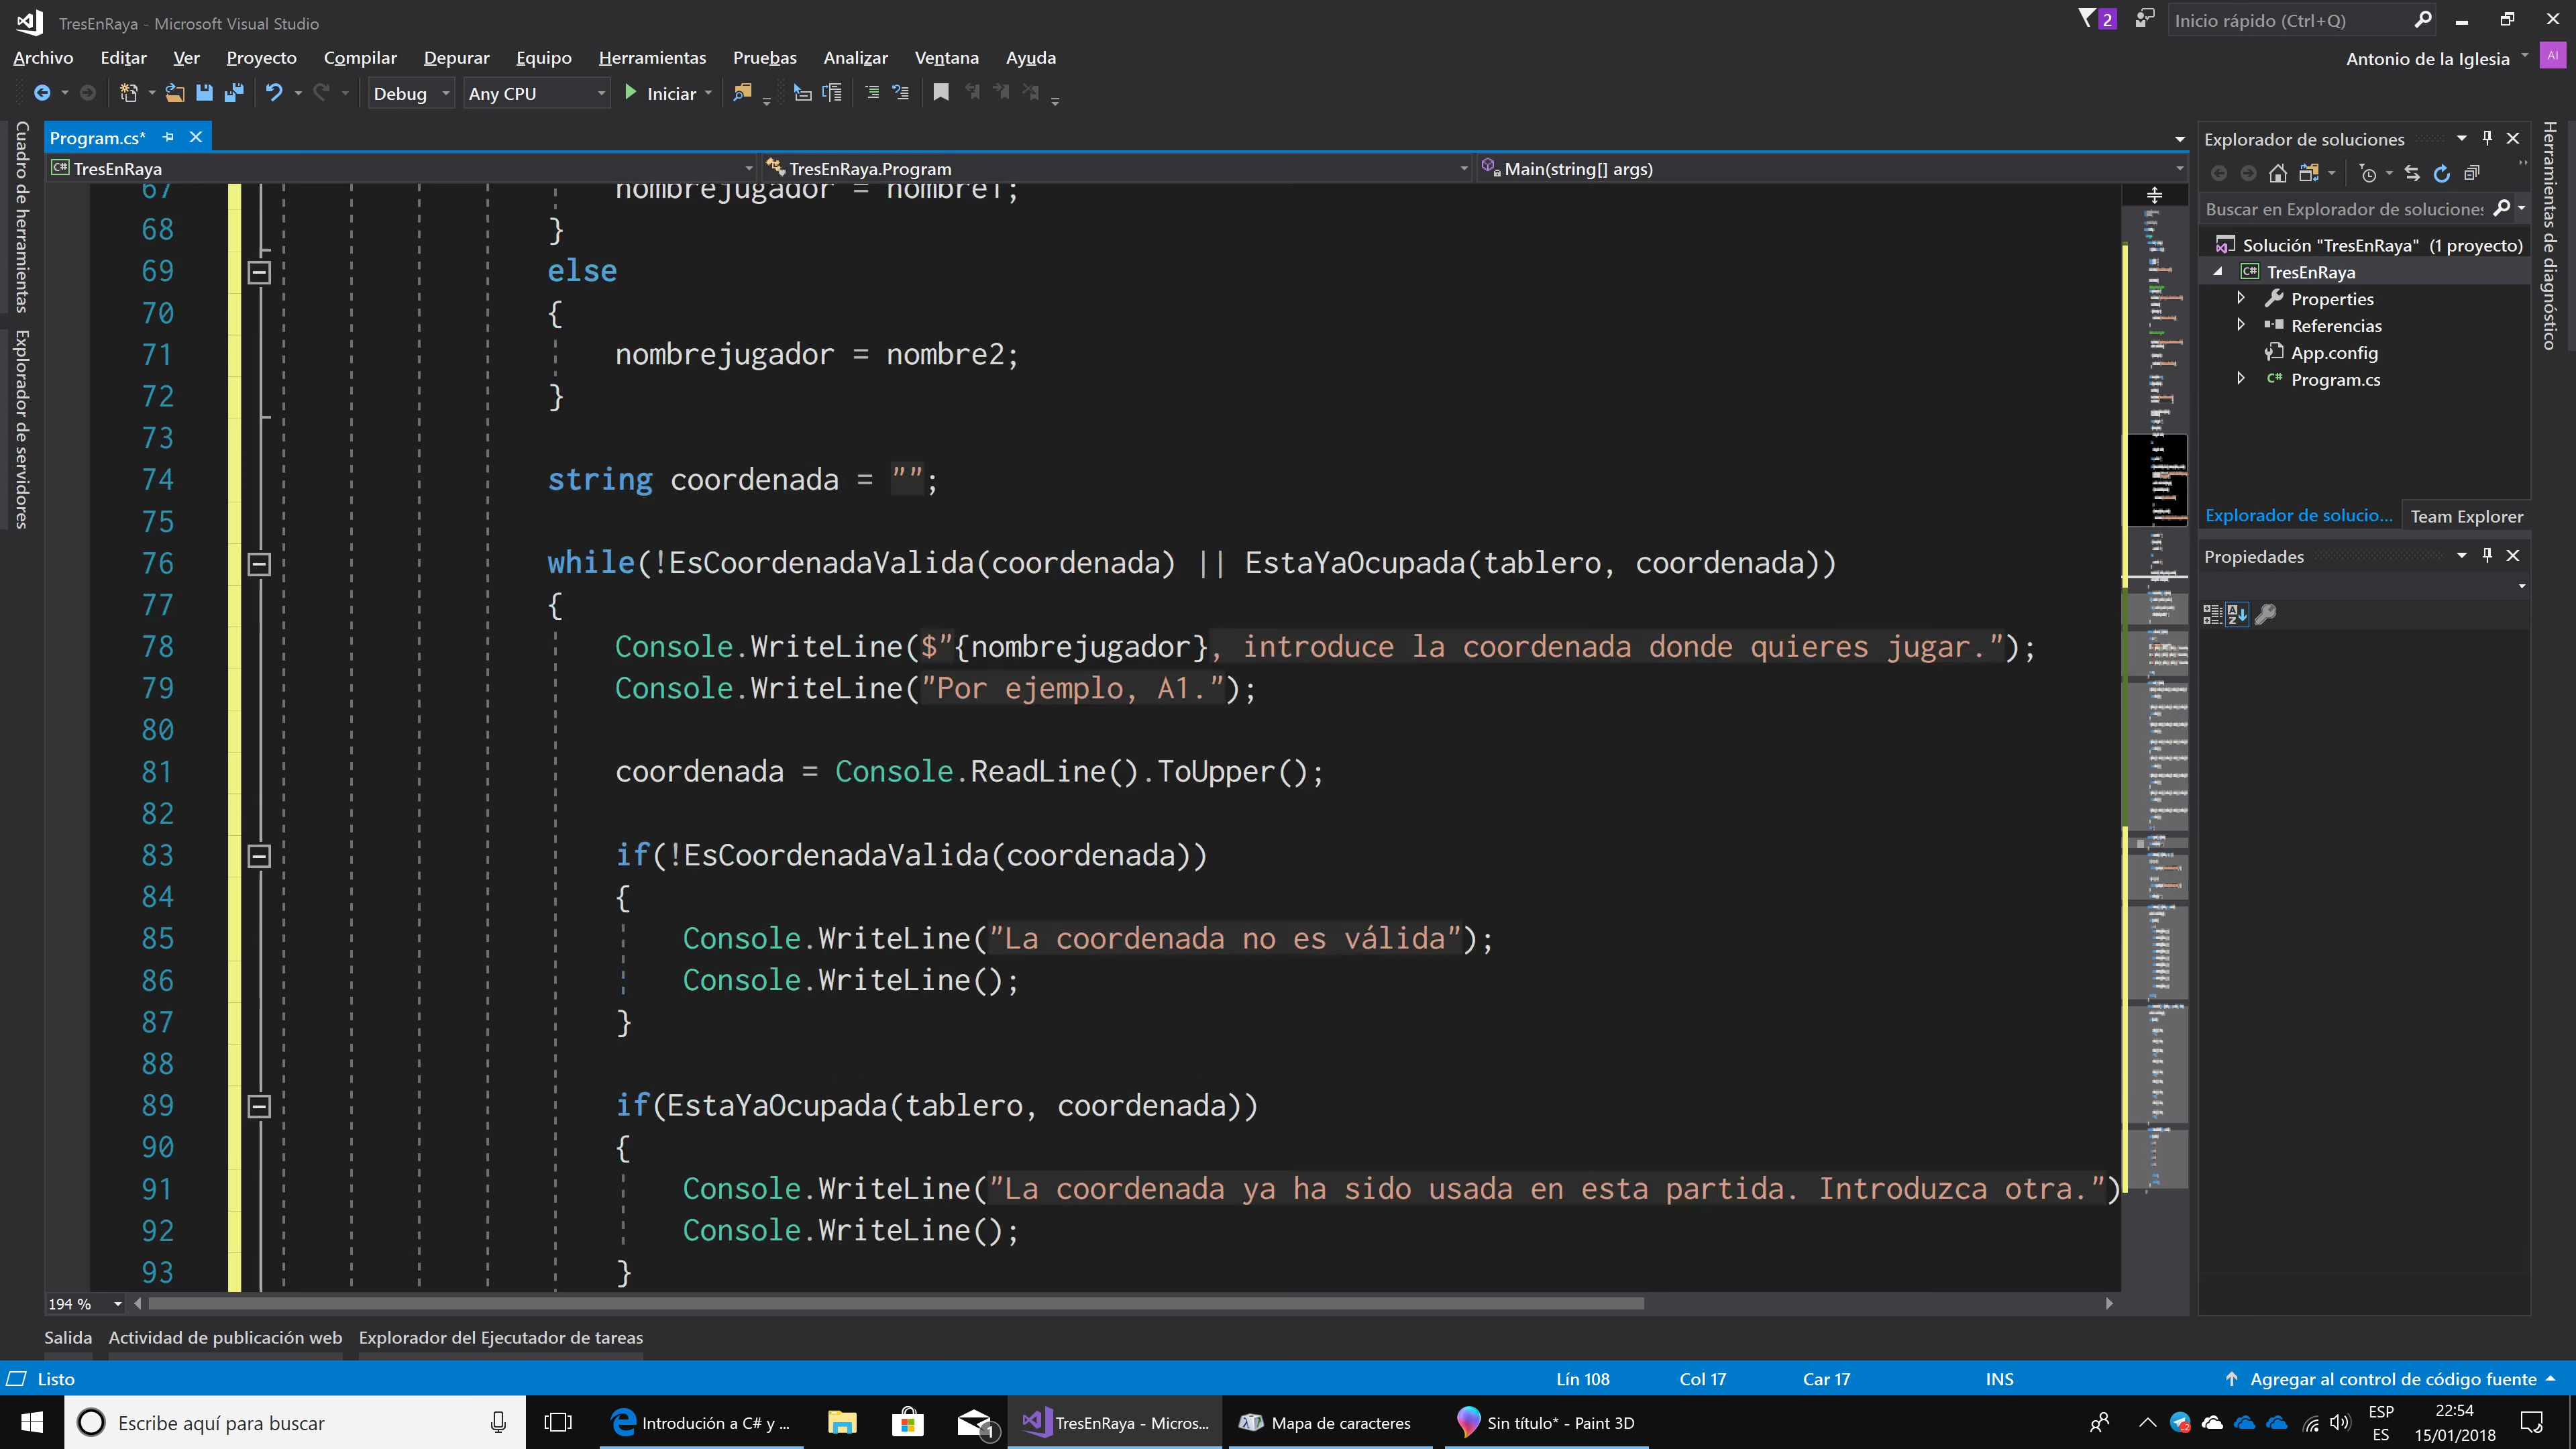 TresEnRaya - Microsoft Visual Studio
2
Inicio rápido (Ctrl+Q)
Archivo Editar Ver Proyecto Compilar Depurar Equipo Herramientas Pruebas Analizar Ventana Ayuda
Antonio de la Iglesia AI
Debug Any CPU Iniciar
Cuadro de herramientas
Explorador de servidores
Program.cs*
TresEnRaya TresEnRaya.Program Main(string[] args)
67 nombrejugador = nombre1;
68 }
69 else
70 {
71 nombrejugador = nombre2;
72 }
73
74 string coordenada = "";
75
76 while(!EsCoordenadaValida(coordenada) || EstaYaOcupada(tablero, coordenada))
77 {
78 Console.WriteLine($"{nombrejugador}, introduce la coordenada donde quieres jugar.");
79 Console.WriteLine("Por ejemplo, A1.");
80
81 coordenada = Console.ReadLine().ToUpper();
82
83 if(!EsCoordenadaValida(coordenada))
84 {
85 Console.WriteLine("La coordenada no es válida");
86 Console.WriteLine();
87 }
88
89 if(EstaYaOcupada(tablero, coordenada))
90 {
91 Console.WriteLine("La coordenada ya ha sido usada en esta partida. Introduzca otra.")
92 Console.WriteLine();
93 }
194 %
Explorador de soluciones
Buscar en Explorador de soluciones
Solución "TresEnRaya" (1 proyecto)
C# TresEnRaya
Properties
Referencias
App.config
C# Program.cs
Explorador de solucio... Team Explorer
Propiedades
Herramientas de diagnóstico
Salida Actividad de publicación web Explorador del Ejecutador de tareas
Listo Lín 108 Col 17 Car 17 INS Agregar al control de código fuente
Escribe aquí para buscar
Introdución a C# y ...
1
TresEnRaya - Micros...
Mapa de caracteres
Sin título* - Paint 3D
ESP
ES
22:54
15/01/2018